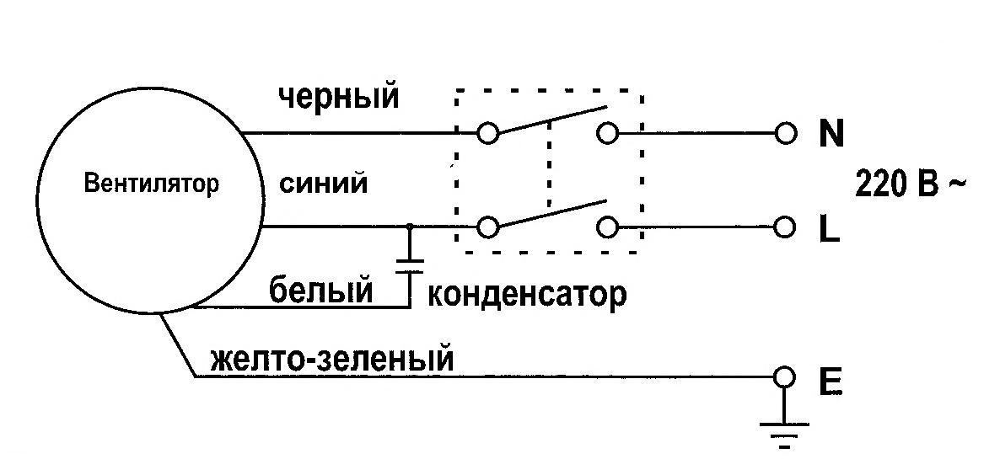 черный
N
Вентилятор
синий
220 В ~
L
белый
конденсатор
желто-зеленый
E